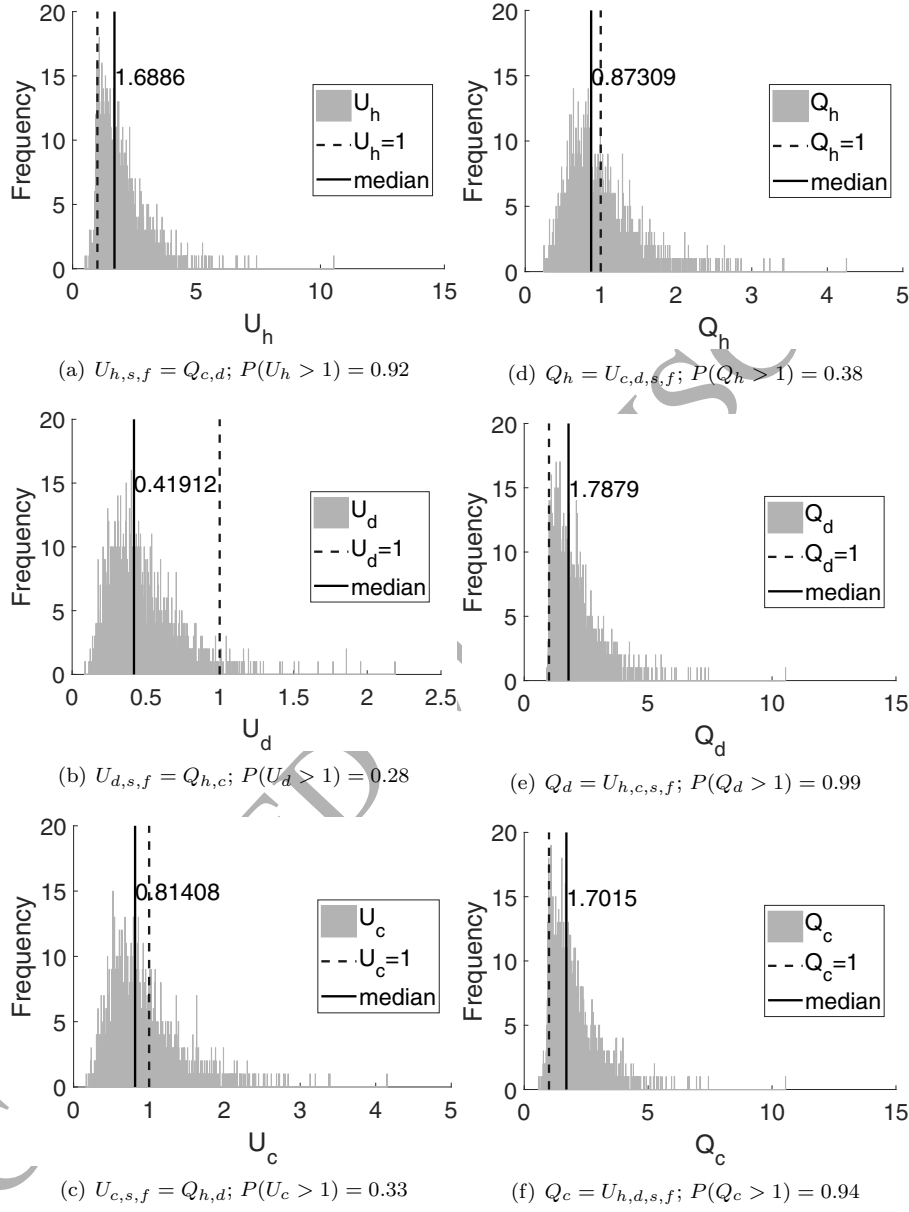 20
15
10
5
0
Frequency
1.6886
U_h
U_h=1
median
0 5 10 15
U_h
(a) U_{h,s,f} = Q_{c,d}; P(U_h > 1) = 0.92
20
15
10
5
0
Frequency
0.87309
Q_h
Q_h=1
median
0 1 2 3 4 5
Q_h
(d) Q_h = U_{c,d,s,f}; P(Q_h > 1) = 0.38
20
15
10
5
0
Frequency
0.41912
U_d
U_d=1
median
0 0.5 1 1.5 2 2.5
U_d
(b) U_{d,s,f} = Q_{h,c}; P(U_d > 1) = 0.28
20
15
10
5
0
Frequency
1.7879
Q_d
Q_d=1
median
0 5 10 15
Q_d
(e) Q_d = U_{h,c,s,f}; P(Q_d > 1) = 0.99
20
15
10
5
0
Frequency
0.81408
U_c
U_c=1
median
0 1 2 3 4 5
U_c
(c) U_{c,s,f} = Q_{h,d}; P(U_c > 1) = 0.33
20
15
10
5
0
Frequency
1.7015
Q_c
Q_c=1
median
0 5 10 15
Q_c
(f) Q_c = U_{h,d,s,f}; P(Q_c > 1) = 0.94